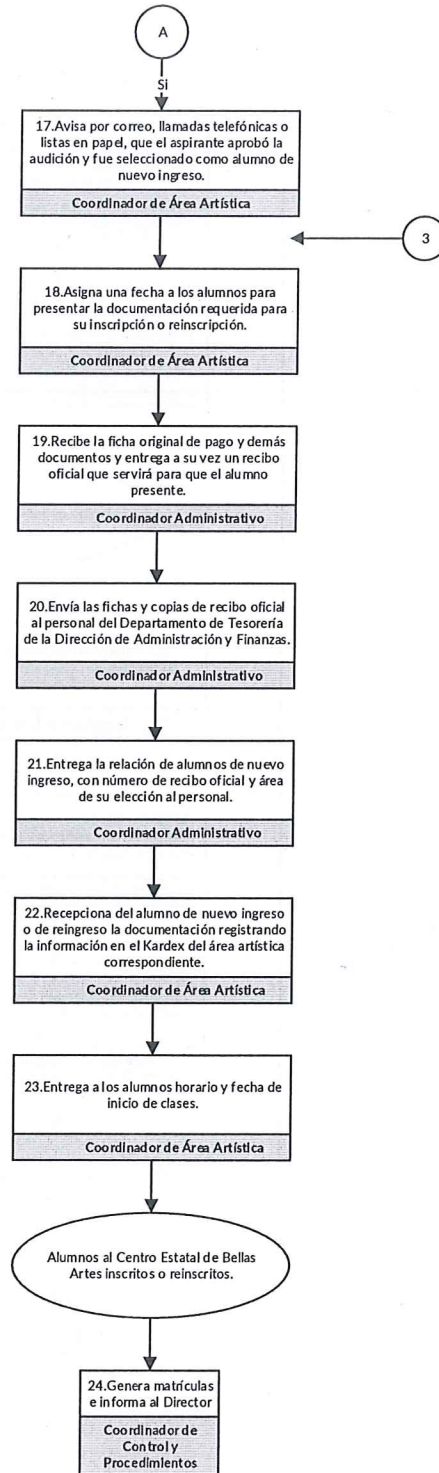 A
Si
17.Avisa por correo, llamadas telefónicas o
listas en papel, que el aspirante aprobó la
audición y fue seleccionado como alumno de
nuevo ingreso.
Coordinador de Área Artística
3
18.Asigna una fecha a los alumnos para
presentar la documentación requerida para
su inscripción o reinscripción.
Coordinador de Área Artística
19.Recibe la ficha original de pago y demás
documentos y entrega a su vez un recibo
oficial que servirá para que el alumno
presente.
Coordinador Administrativo
20.Envía las fichas y copias de recibo oficial
al personal del Departamento de Tesorería
de la Dirección de Administración y Finanzas.
Coordinador Administrativo
21.Entrega la relación de alumnos de nuevo
ingreso, con número de recibo oficial y área
de su elección al personal.
Coordinador Administrativo
22.Recepciona del alumno de nuevo ingreso
o de reingreso la documentación registrando
la información en el Kardex del área artística
correspondiente.
Coordinador de Área Artística
23.Entrega a los alumnos horario y fecha de
inicio de clases.
Coordinador de Área Artística
Alumnos al Centro Estatal de Bellas
Artes inscritos o reinscritos.
24.Genera matrículas
e informa al Director
Coordinador de
Control y
Procedimientos